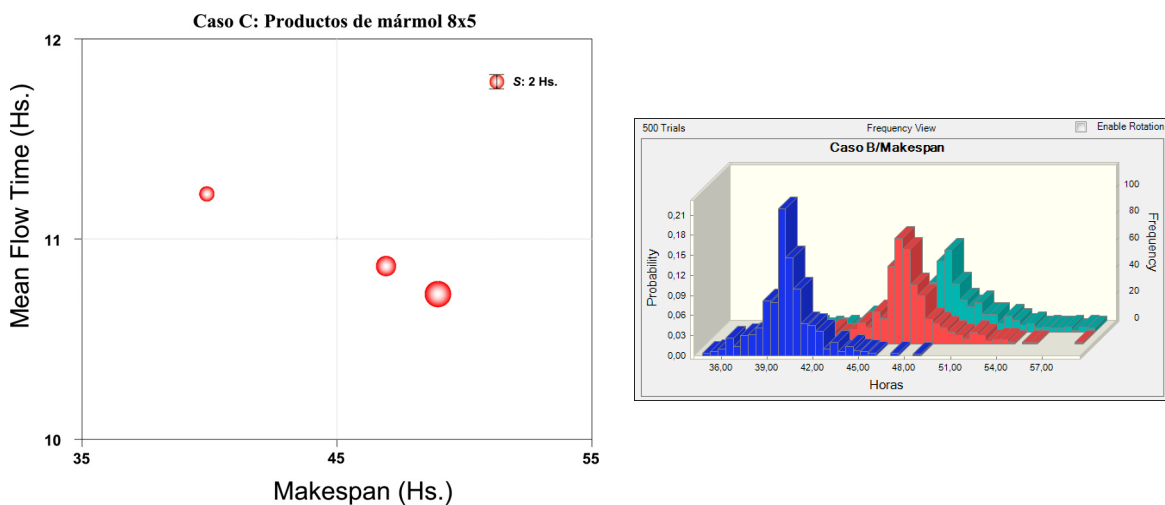 Caso C: Productos de mármol 8x5
12
11
10
Mean Flow Time (Hs.)
S: 2 Hs.
35
45
55
Makespan (Hs.)
500 Trials
Frequency View
Enable Rotation
Caso B/Makespan
0,21
0,18
0,15
0,12
0,09
0,06
0,03
0,00
Probability
100
80
60
40
20
0
Frequency
36,00
39,00
42,00
45,00
48,00
51,00
54,00
57,00
Horas